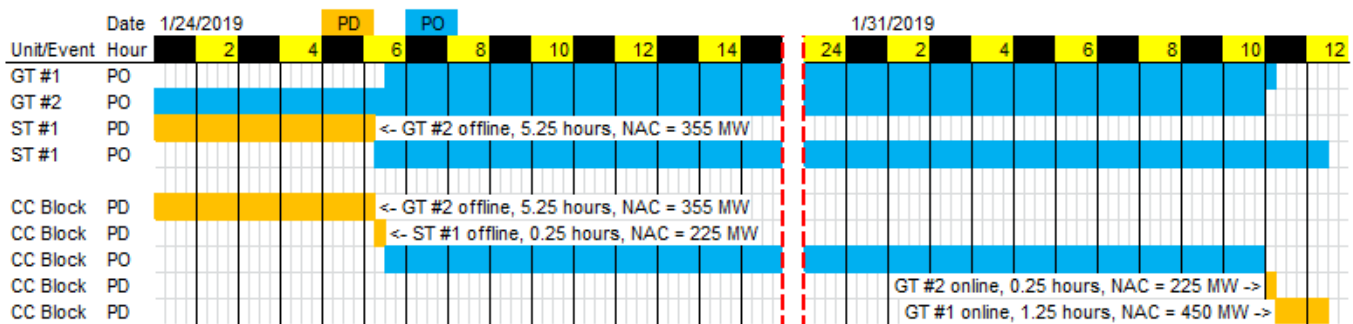 Date 1/24/2019 PD PO 1/31/2019
Unit/Event Hour 2 4 6 8 10 12 14 24 2 4 6 8 10 12
GT #1 PO
GT #2 PO
ST #1 PD <- GT #2 offline, 5.25 hours, NAC = 355 MW
ST #1 PO
CC Block PD <- GT #2 offline, 5.25 hours, NAC = 355 MW
CC Block PD <- ST #1 offline, 0.25 hours, NAC = 225 MW
CC Block PO
CC Block PD GT #2 online, 0.25 hours, NAC = 225 MW ->
CC Block PD GT #1 online, 1.25 hours, NAC = 450 MW ->